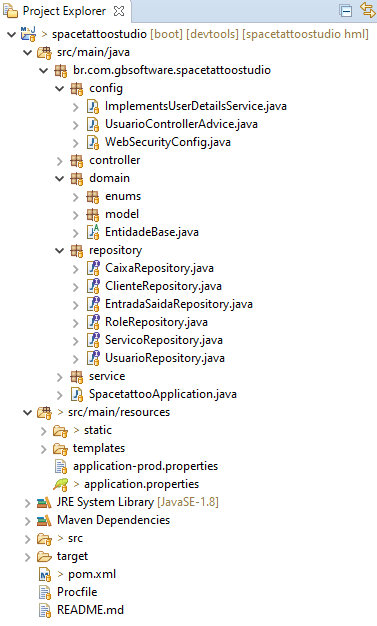 Project Explorer
> spacetattoostudio [boot] [devtools] [spacetattoostudio hml]
src/main/java
br.com.gbsoftware.spacetattoostudio
config
ImplementsUserDetailsService.java
UsuarioControllerAdvice.java
WebSecurityConfig.java
controller
domain
enums
model
EntidadeBase.java
repository
CaixaRepository.java
ClienteRepository.java
EntradaSaidaRepository.java
RoleRepository.java
ServicoRepository.java
UsuarioRepository.java
service
SpacetattooApplication.java
> src/main/resources
> static
templates
application-prod.properties
> application.properties
JRE System Library [JavaSE-1.8]
Maven Dependencies
> src
target
> pom.xml
Procfile
README.md